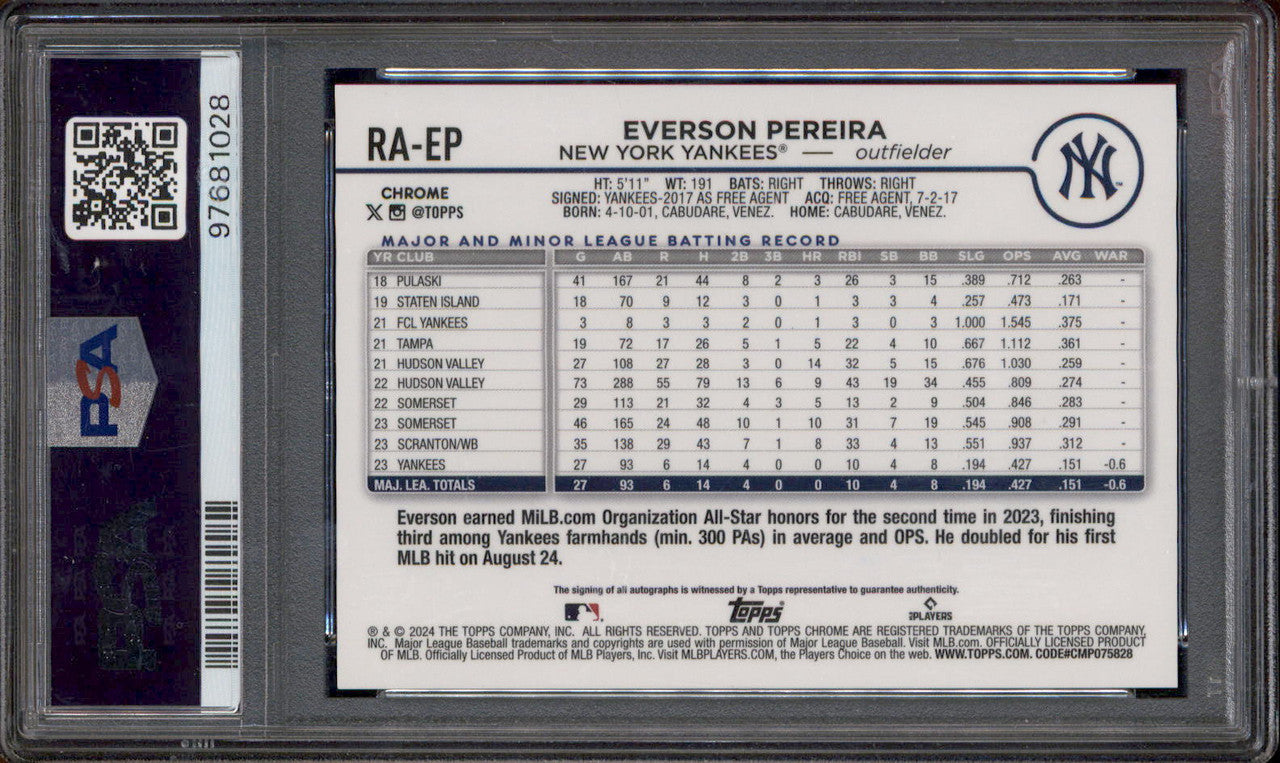 97681028
PSA
RA-EP
EVERSON PEREIRA
NEW YORK YANKEES® — outfielder
NY
CHROME
@TOPPS
HT: 5'11" WT: 191 BATS: RIGHT THROWS: RIGHT
SIGNED: YANKEES-2017 AS FREE AGENT ACQ: FREE AGENT, 7-2-17
BORN: 4-10-01, CABUDARE, VENEZ. HOME: CABUDARE, VENEZ.
MAJOR AND MINOR LEAGUE BATTING RECORD
YR CLUB G AB R H 2B 3B HR RBI SB BB SLG OPS AVG WAR
18 PULASKI 41 167 21 44 8 2 3 26 3 15 .389 .712 .263 -
19 STATEN ISLAND 18 70 9 12 3 0 1 3 3 4 .257 .473 .171 -
21 FCL YANKEES 3 8 3 3 2 0 1 3 0 3 1.000 1.545 .375 -
21 TAMPA 19 72 17 26 5 1 5 22 4 10 .667 1.112 .361 -
21 HUDSON VALLEY 27 108 27 28 3 0 14 32 5 15 .676 1.030 .259 -
22 HUDSON VALLEY 73 288 55 79 13 6 9 43 19 34 .455 .809 .274 -
22 SOMERSET 29 113 21 32 4 3 5 13 2 9 .504 .846 .283 -
23 SOMERSET 46 165 24 48 10 1 10 31 7 19 .545 .908 .291 -
23 SCRANTON/WB 35 138 29 43 7 1 8 33 4 13 .551 .937 .312 -
23 YANKEES 27 93 6 14 4 0 0 10 4 8 .194 .427 .151 -0.6
MAJ. LEA. TOTALS 27 93 6 14 4 0 0 10 4 8 .194 .427 .151 -0.6
Everson earned MiLB.com Organization All-Star honors for the second time in 2023, finishing
third among Yankees farmhands (min. 300 PAs) in average and OPS. He doubled for his first
MLB hit on August 24.
The signing of all autographs is witnessed by a Topps representative to guarantee authenticity.
Topps
PLAYERS
® & © 2024 THE TOPPS COMPANY, INC. ALL RIGHTS RESERVED. TOPPS AND TOPPS CHROME ARE REGISTERED TRADEMARKS OF THE TOPPS COMPANY,
INC. Major League Baseball trademarks and copyrights are used with permission of Major League Baseball. Visit MLB.com. OFFICIALLY LICENSED PRODUCT
OF MLB. Officially Licensed Product of MLB Players, Inc. Visit MLBPLAYERS.COM, the Players Choice on the web. WWW.TOPPS.COM. CODE#CMP075828